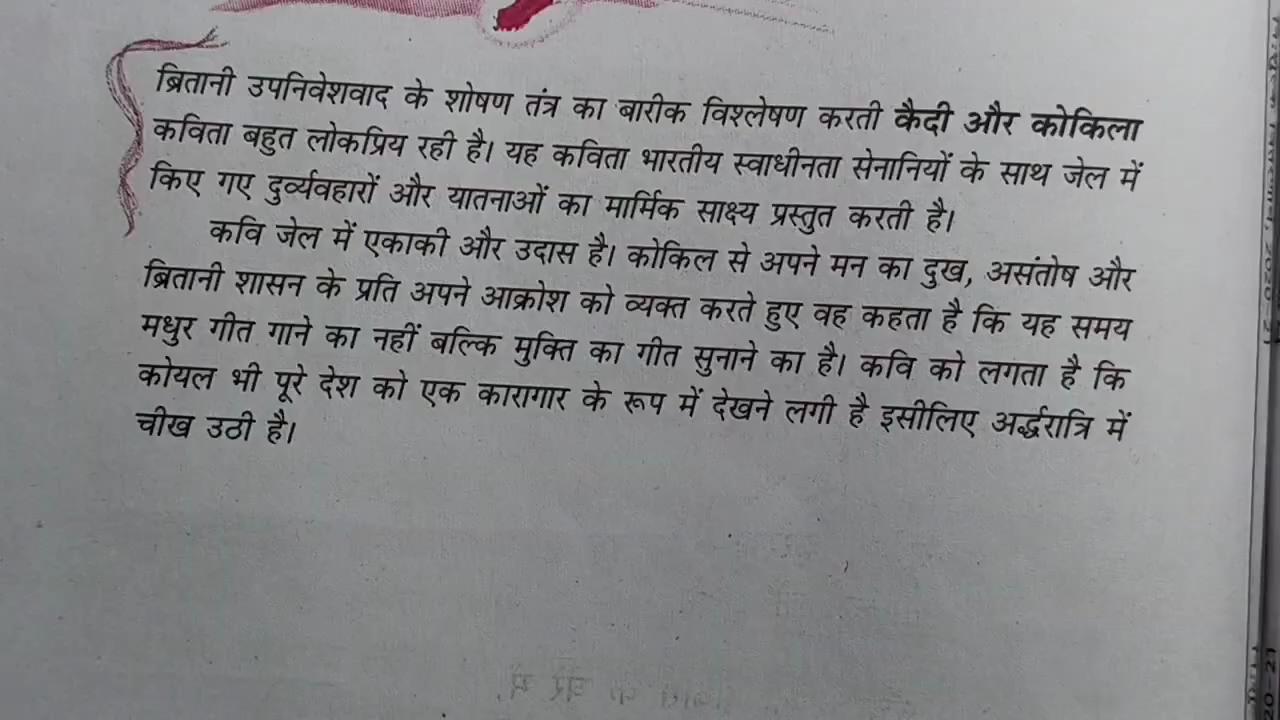 ब्रितानी उपनिवेशवाद के शोषण तंत्र का बारीक विश्लेषण करती कैदी और कोकिला
कविता बहुत लोकप्रिय रही है। यह कविता भारतीय स्वाधीनता सेनानियों के साथ जेल में
किए गए दुर्व्यवहारों और यातनाओं का मार्मिक साक्ष्य प्रस्तुत करती है।
कवि जेल में एकाकी और उदास है। कोकिल से अपने मन का दुख, असंतोष और
ब्रितानी शासन के प्रति अपने आक्रोश को व्यक्त करते हुए वह कहता है कि यह समय
मधुर गीत गाने का नहीं बल्कि मुक्ति का गीत सुनाने का है। कवि को लगता है कि
कोयल भी पूरे देश को एक कारागार के रूप में देखने लगी है इसीलिए अर्द्धरात्रि में
चीख उठी है।